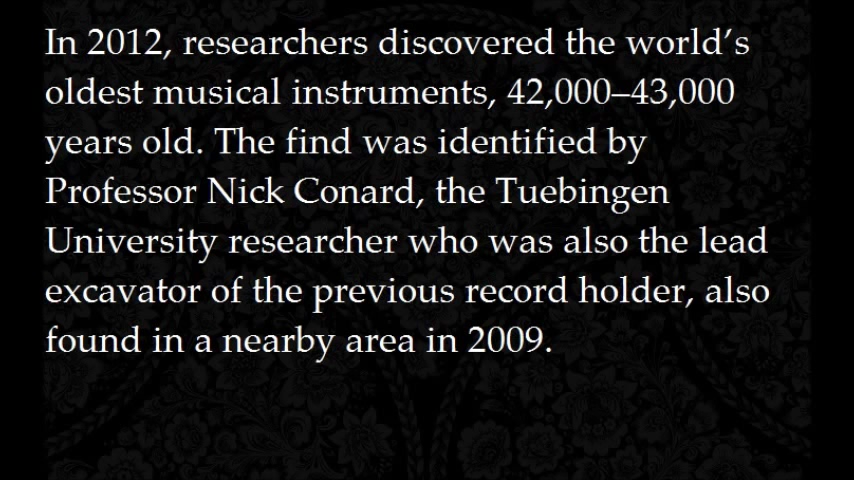 In 2012, researchers discovered the world’s
oldest musical instruments, 42,000–43,000
years old. The find was identified by
Professor Nick Conard, the Tuebingen
University researcher who was also the lead
excavator of the previous record holder, also
found in a nearby area in 2009.